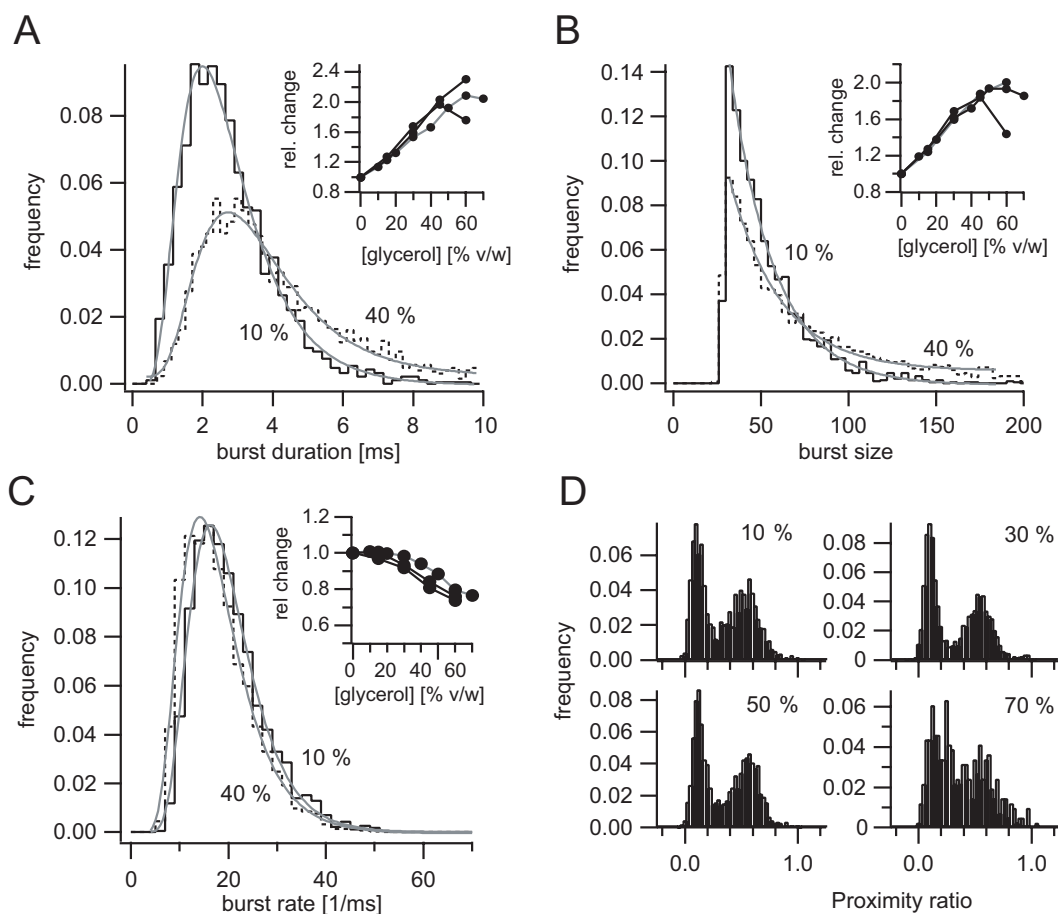 A
frequency
0.08
0.06
0.04
0.02
0.00
0 2 4 6 8 10
burst duration [ms]
10 %
40 %
rel. change
2.4
2.0
1.6
1.2
0.8
0 20 40 60
[glycerol] [% v/w]
B
frequency
0.14
0.12
0.10
0.08
0.06
0.04
0.02
0.00
0 50 100 150 200
burst size
10 %
40 %
rel. change
2.0
1.6
1.2
0.8
0 20 40 60
[glycerol] [% v/w]
C
frequency
0.12
0.10
0.08
0.06
0.04
0.02
0.00
0 20 40 60
burst rate [1/ms]
10 %
40 %
rel change
1.2
1.0
0.8
0.6
0 20 40 60
[glycerol] [% v/w]
D
frequency
10 %
0.06
0.04
0.02
0.00
30 %
0.08
0.06
0.04
0.02
0
50 %
0.08
0.06
0.04
0.02
0.00
70 %
0.06
0.04
0.02
0
0.0 1.0
0.0 1.0
Proximity ratio